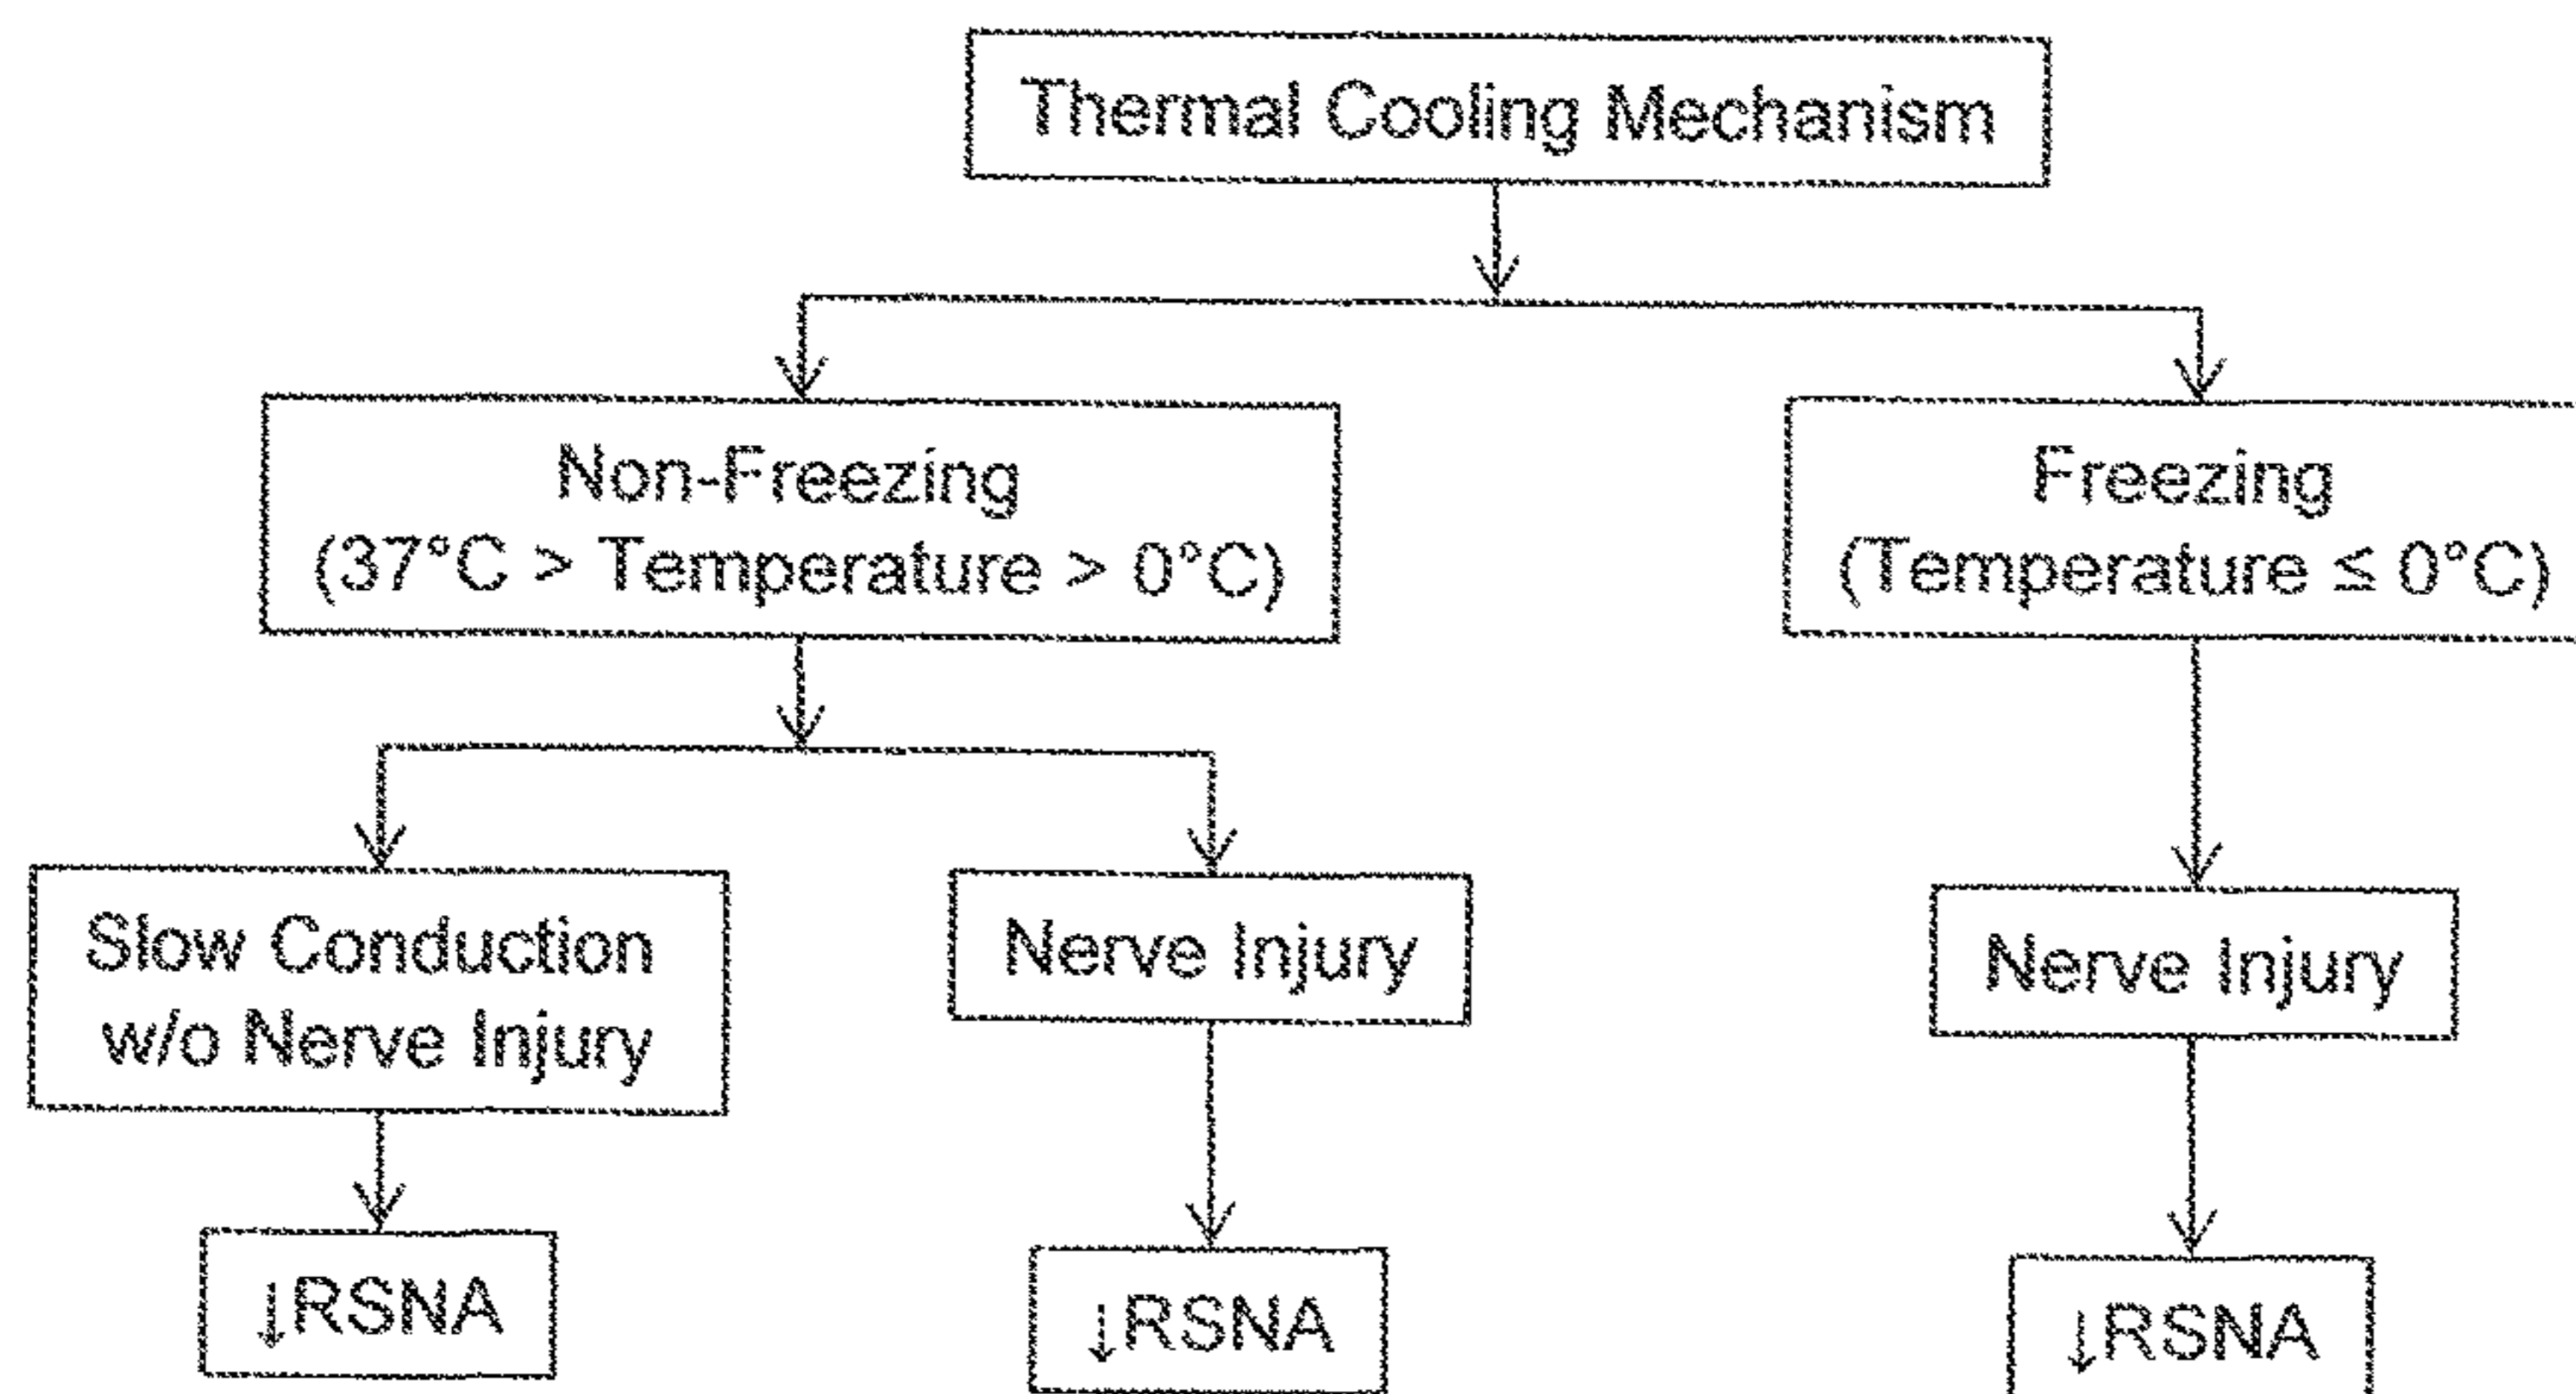 Thermal Cooling Mechanism
Non-Freezing
(37°C > Temperature > 0°C)
Freezing
(Temperature ≤ 0°C)
Slow Conduction
w/o Nerve Injury
Nerve Injury
Nerve Injury
↓RSNA
↓RSNA
↓RSNA